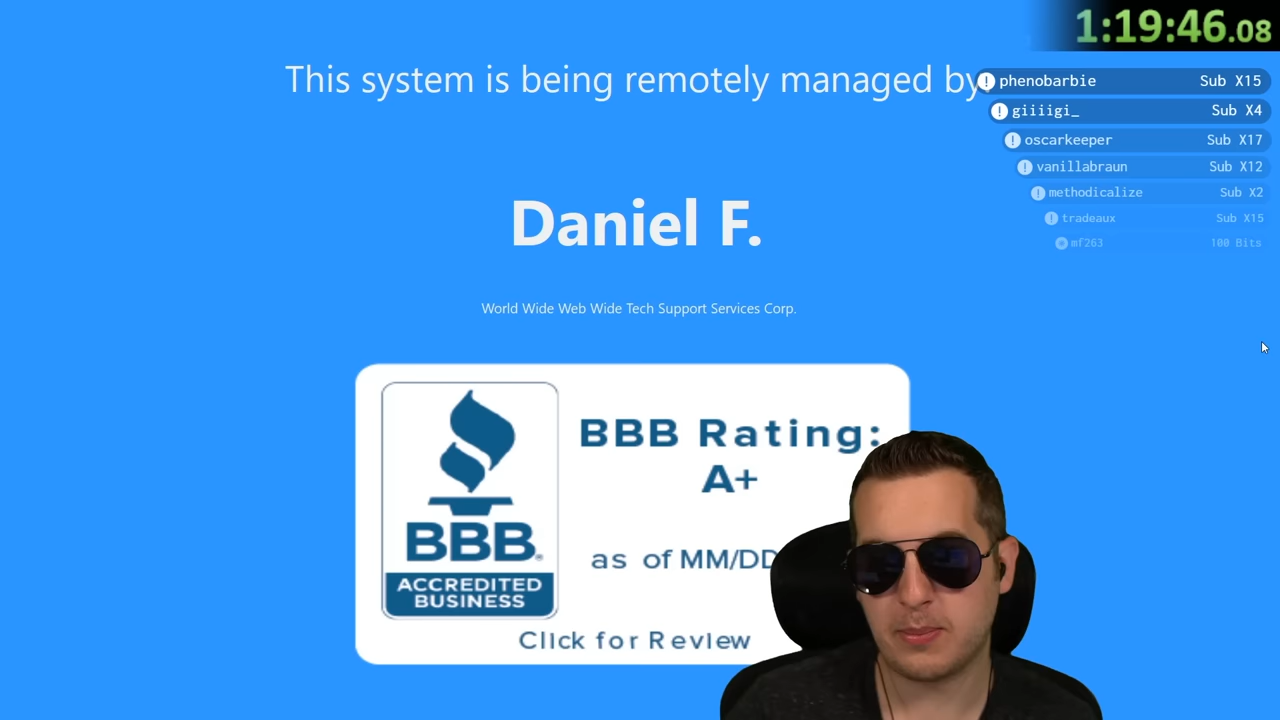 1:19:46.08
This system is being remotely managed by
phenobarbie Sub X15
giiiigi_ Sub X4
oscarkeeper Sub X17
vanillabraun Sub X12
methodicalize Sub X2
tradeaux Sub X15
mf263 100 Bits
Daniel F.
World Wide Web Wide Tech Support Services Corp.
BBB Rating:
A+
as of MM/DD
BBB.
ACCREDITED
BUSINESS
Click for Review